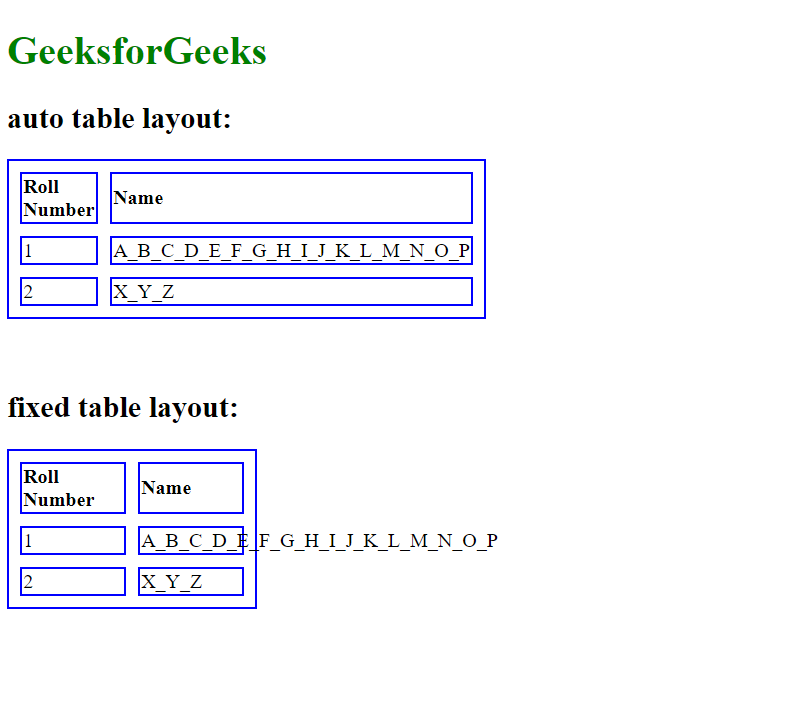 GeeksforGeeks
auto table layout:
Roll
Number
Name
1
A_B_C_D_E_F_G_H_I_J_K_L_M_N_O_P
2
X_Y_Z
fixed table layout:
Roll
Number
Name
1
A_B_C_D_E_F_G_H_I_J_K_L_M_N_O_P
2
X_Y_Z